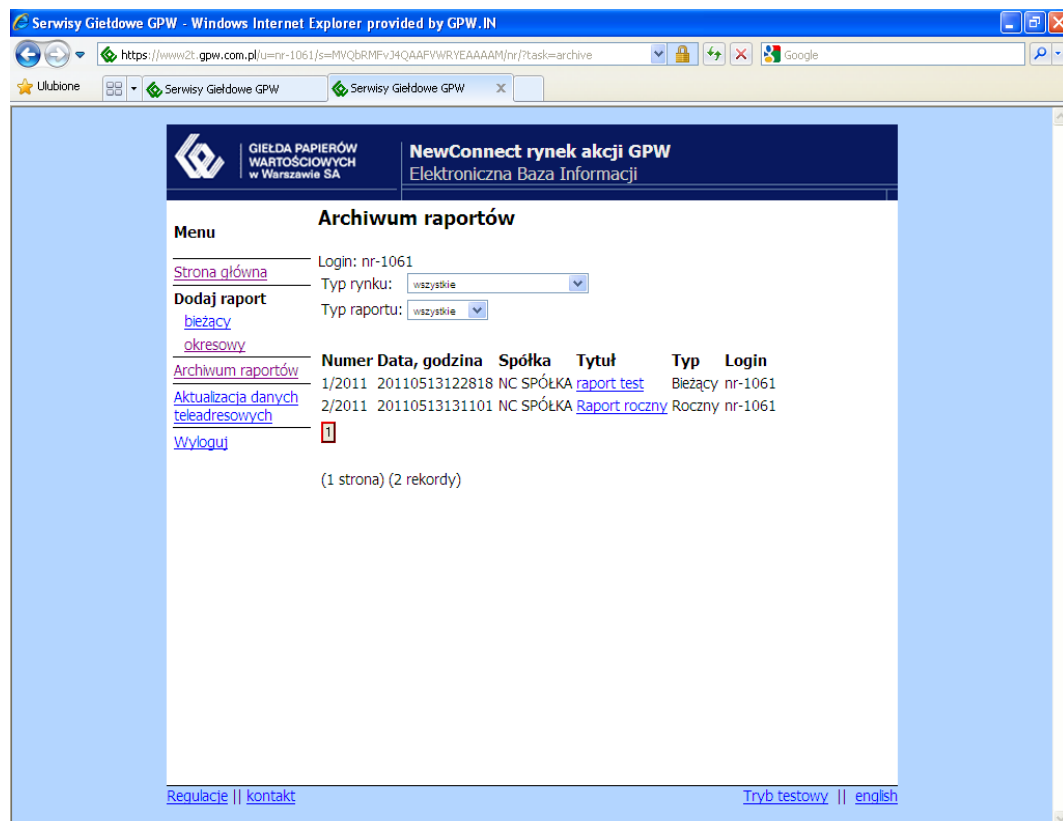 Serwisy Giełdowe GPW - Windows Internet Explorer provided by GPW.IN
https://www2t.gpw.com.pl/u=nr-1061/s=MVQbRMFvJ4QAAFVWRYEAAAAM/nr/?task=archive
Google
Ulubione
Serwisy Giełdowe GPW
Serwisy Giełdowe GPW
GIEŁDA PAPIERÓW
WARTOŚCIOWYCH
w Warszawie SA
NewConnect rynek akcji GPW
Elektroniczna Baza Informacji
Menu
Strona główna
Dodaj raport
bieżący
okresowy
Archiwum raportów
Aktualizacja danych
teleadresowych
Wyloguj
Archiwum raportów
Login: nr-1061
Typ rynku: wszystkie
Typ raportu: wszystkie
Numer Data, godzina Spółka Tytuł Typ Login
1/2011 20110513122818 NC SPÓŁKA raport test Bieżący nr-1061
2/2011 20110513131101 NC SPÓŁKA Raport roczny Roczny nr-1061
1
(1 strona) (2 rekordy)
Regulacje || kontakt
Tryb testowy || english